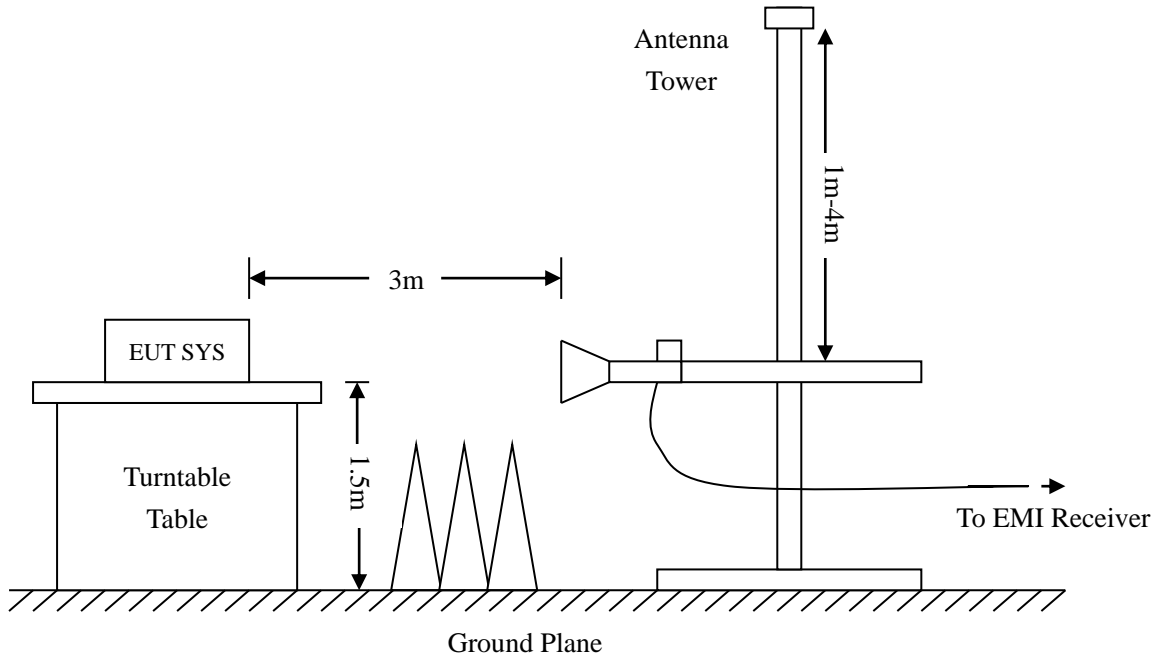 Antenna
Tower
1m-4m
3m
EUT SYS
1.5m
Turntable
Table
To EMI Receiver
Ground Plane